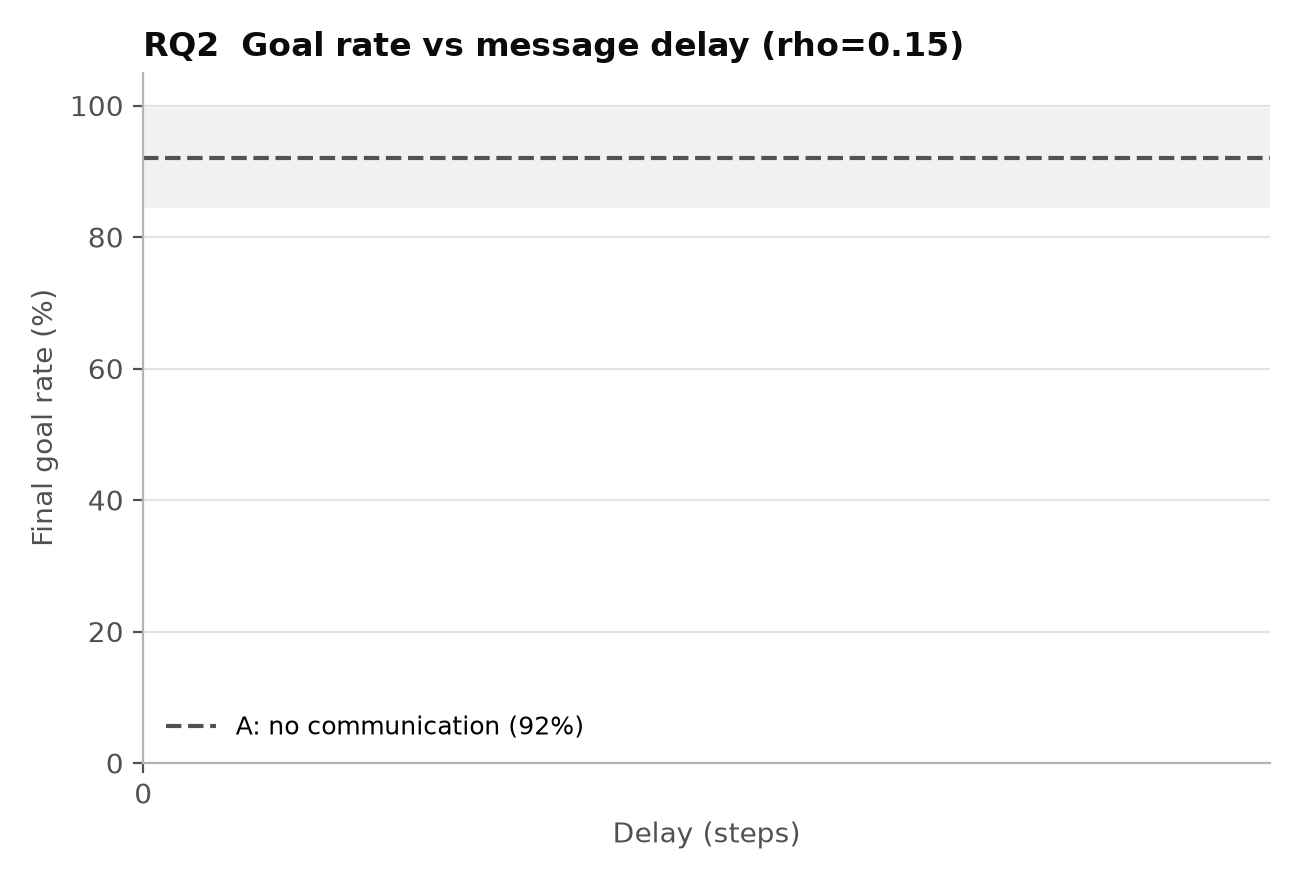 RQ2  Goal rate vs message delay (rho=0.15)
100
80
60
40
20
0
Final goal rate (%)
A: no communication (92%)
0
Delay (steps)